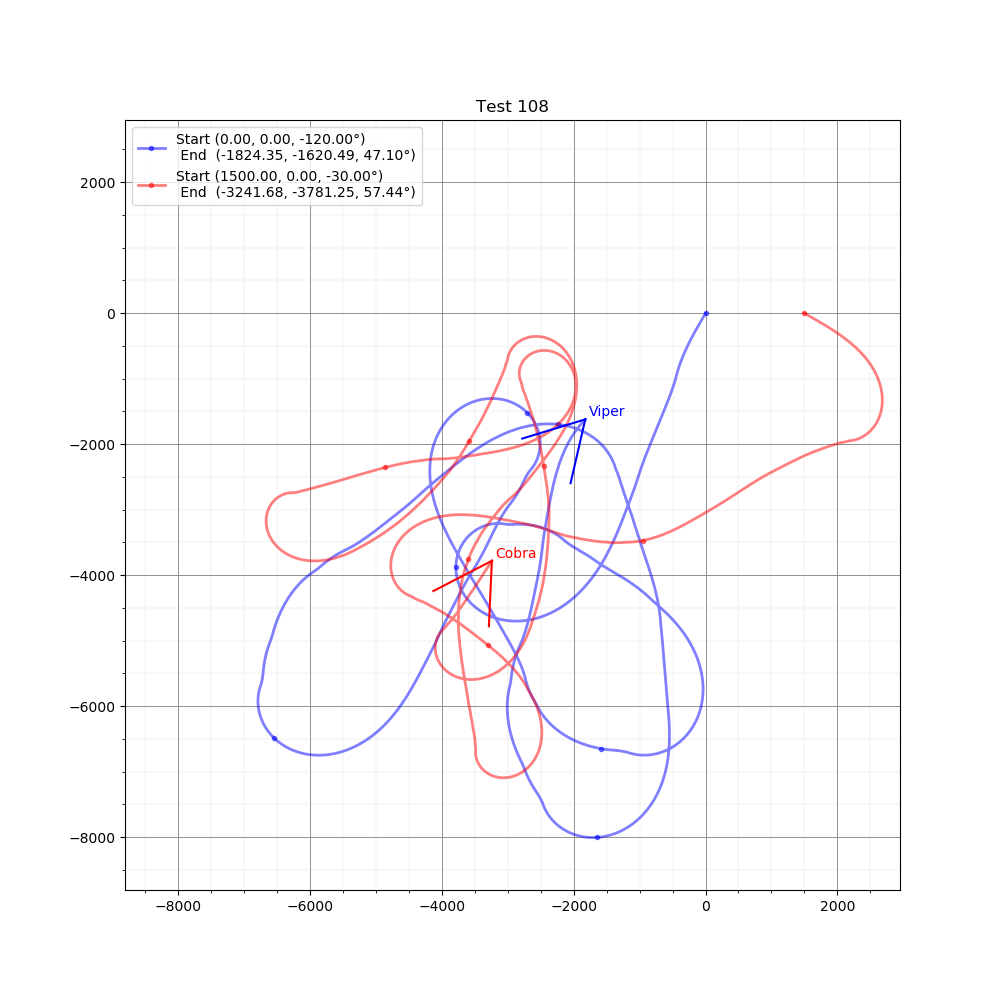 Test 108
Start (0.00, 0.00, -120.00°)
End (-1824.35, -1620.49, 47.10°)
Start (1500.00, 0.00, -30.00°)
End (-3241.68, -3781.25, 57.44°)
2000
0
−2000
−4000
−6000
−8000
Viper
Cobra
−8000 −6000 −4000 −2000 0 2000